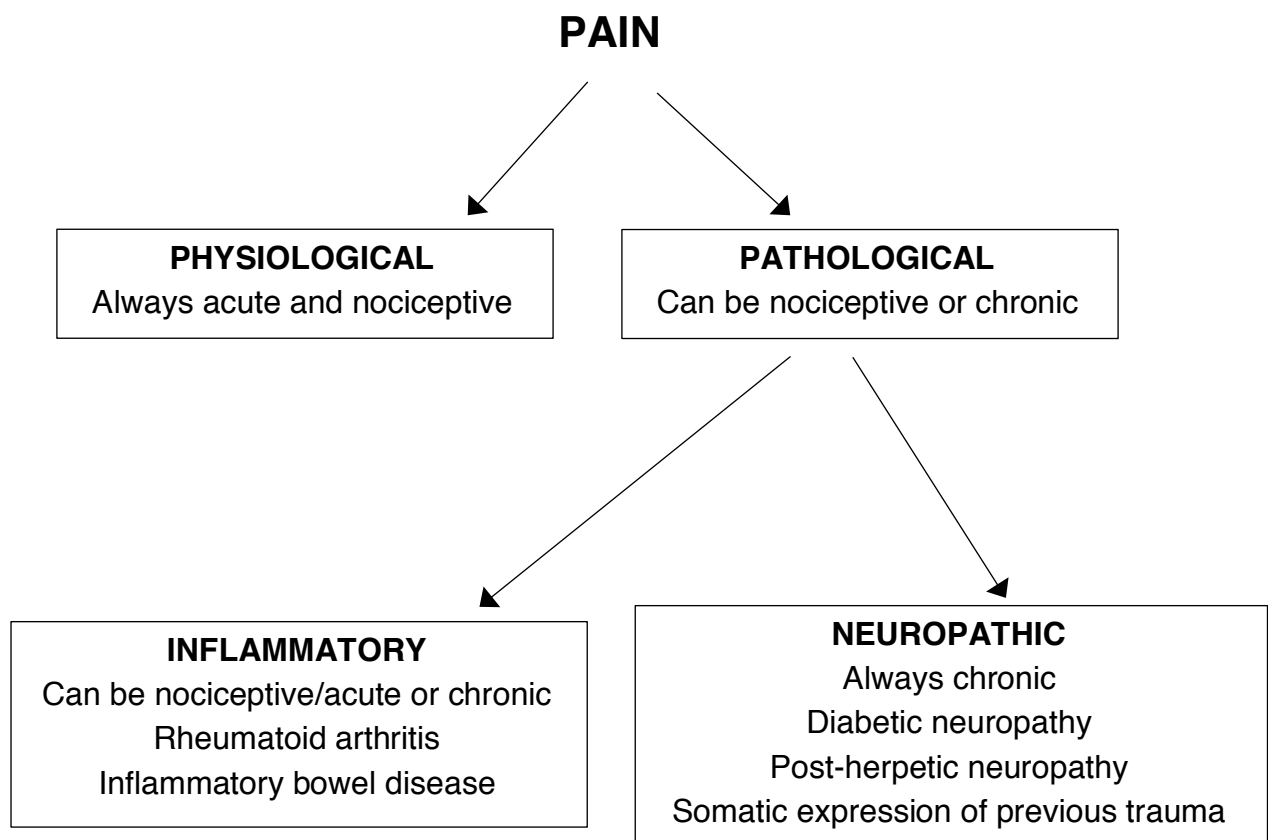 PAIN
PHYSIOLOGICAL
Always acute and nociceptive
PATHOLOGICAL
Can be nociceptive or chronic
INFLAMMATORY
Can be nociceptive/acute or chronic
Rheumatoid arthritis
Inflammatory bowel disease
NEUROPATHIC
Always chronic
Diabetic neuropathy
Post-herpetic neuropathy
Somatic expression of previous trauma